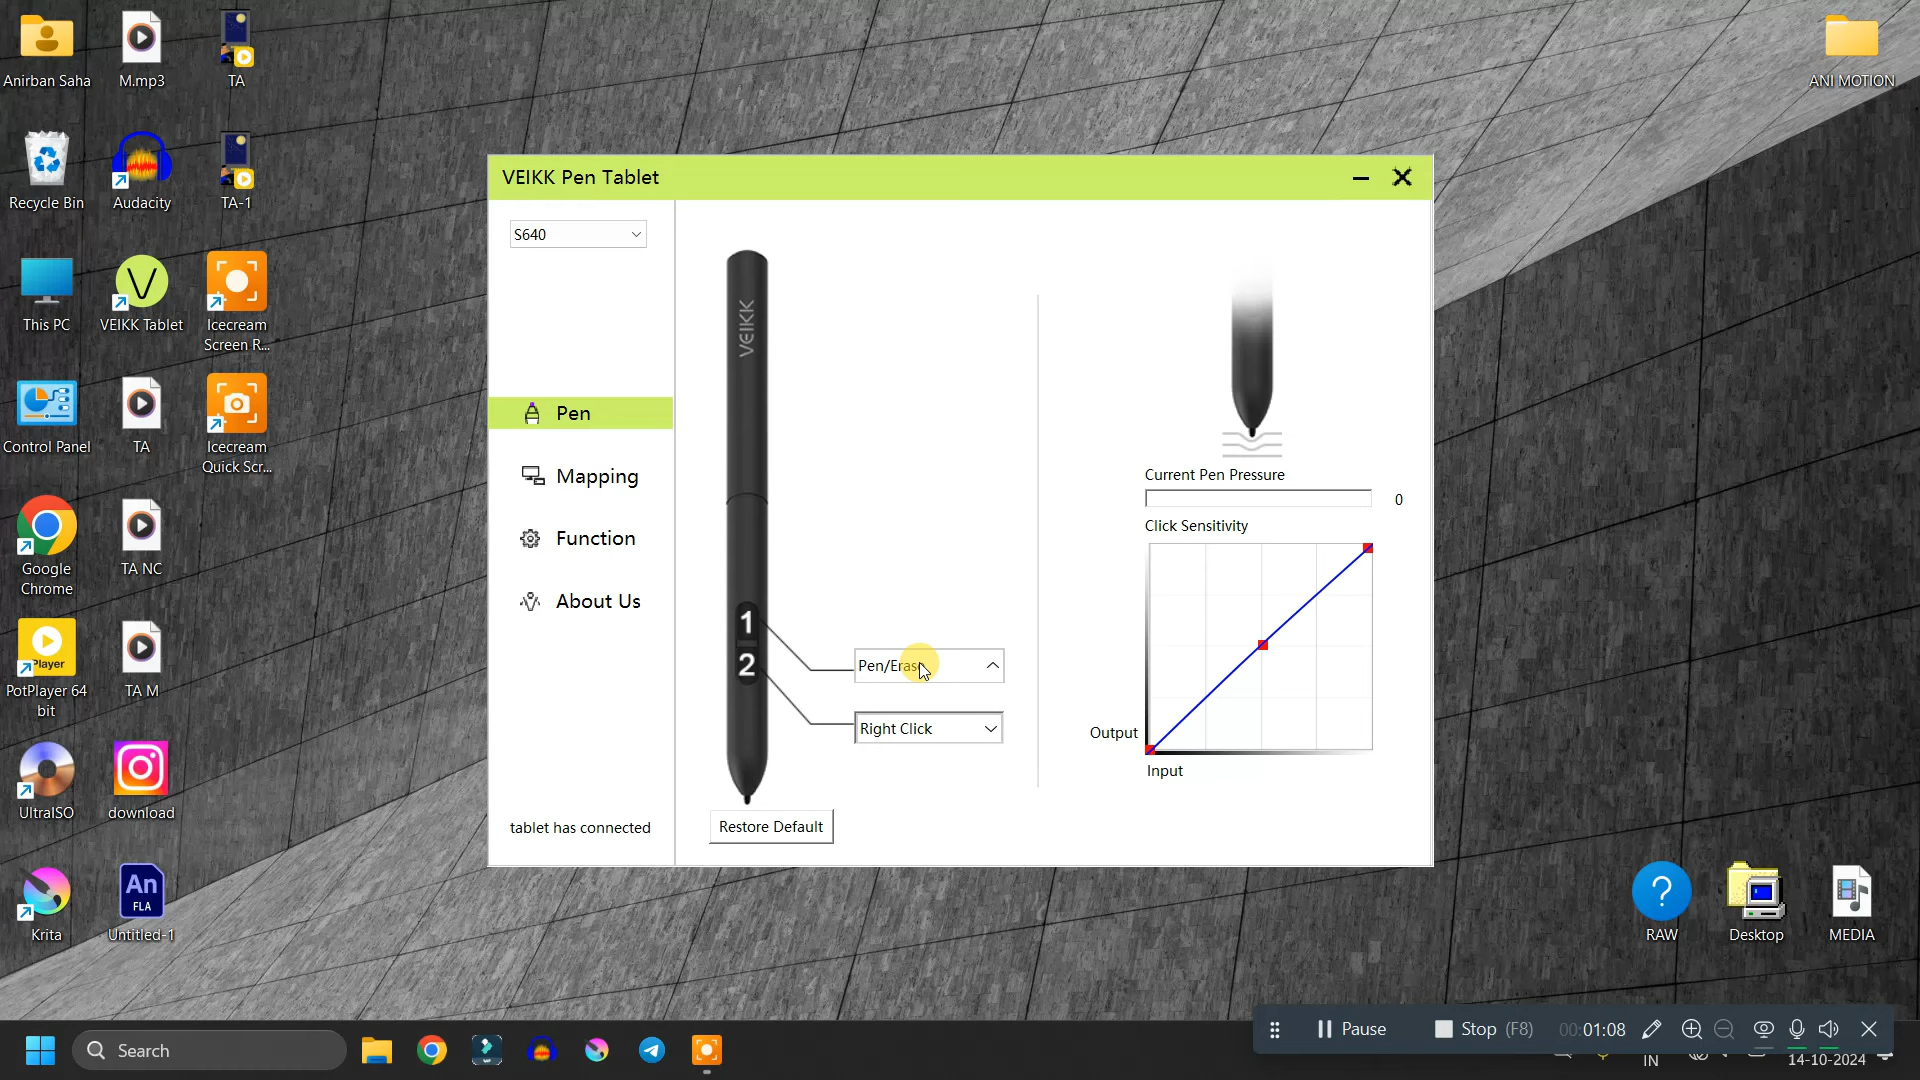 Anirban Saha
M.mp3
TA
ANI MOTION
Recycle Bin
Audacity
TA-1
This PC
VEIKK Tablet
Icecream
Screen R...
Control Panel
TA
Icecream
Quick Scr...
Google
Chrome
TA NC
Player
PotPlayer 64
bit
TA M
UltraISO
download
An
FLA
Krita
Untitled-1
RAW
Desktop
MEDIA
VEIKK Pen Tablet
S640
Pen
Mapping
Function
About Us
tablet has connected
VEIKK
1
2
Pen/Eraser
Right Click
Restore Default
Current Pen Pressure
0
Click Sensitivity
Output
Input
Search
Pause
Stop (F8)
00:01:08
IN
14-10-2024